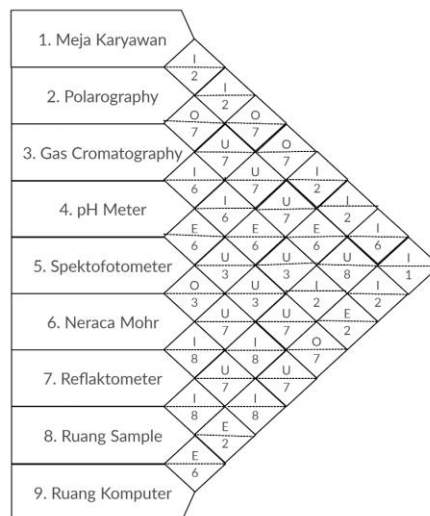 1. Meja Karyawan
I
2
I
2. Polarography
2
O O
7 7
U O
3. Gas Cromatography
7 7
I U I
6 7 2
I U I
4. pH Meter
6 7 2
E E E I
6 6 6 6
U U U I
5. Spektofotometer
3 3 8 1
O U I I
3 3 2 2
U U E
6. Neraca Mohr
7 7 2
I I O
8 8 7
U U
7. Reflaktometer
7 7
I I
8 8
E
8. Ruang Sample
2
E
6
9. Ruang Komputer